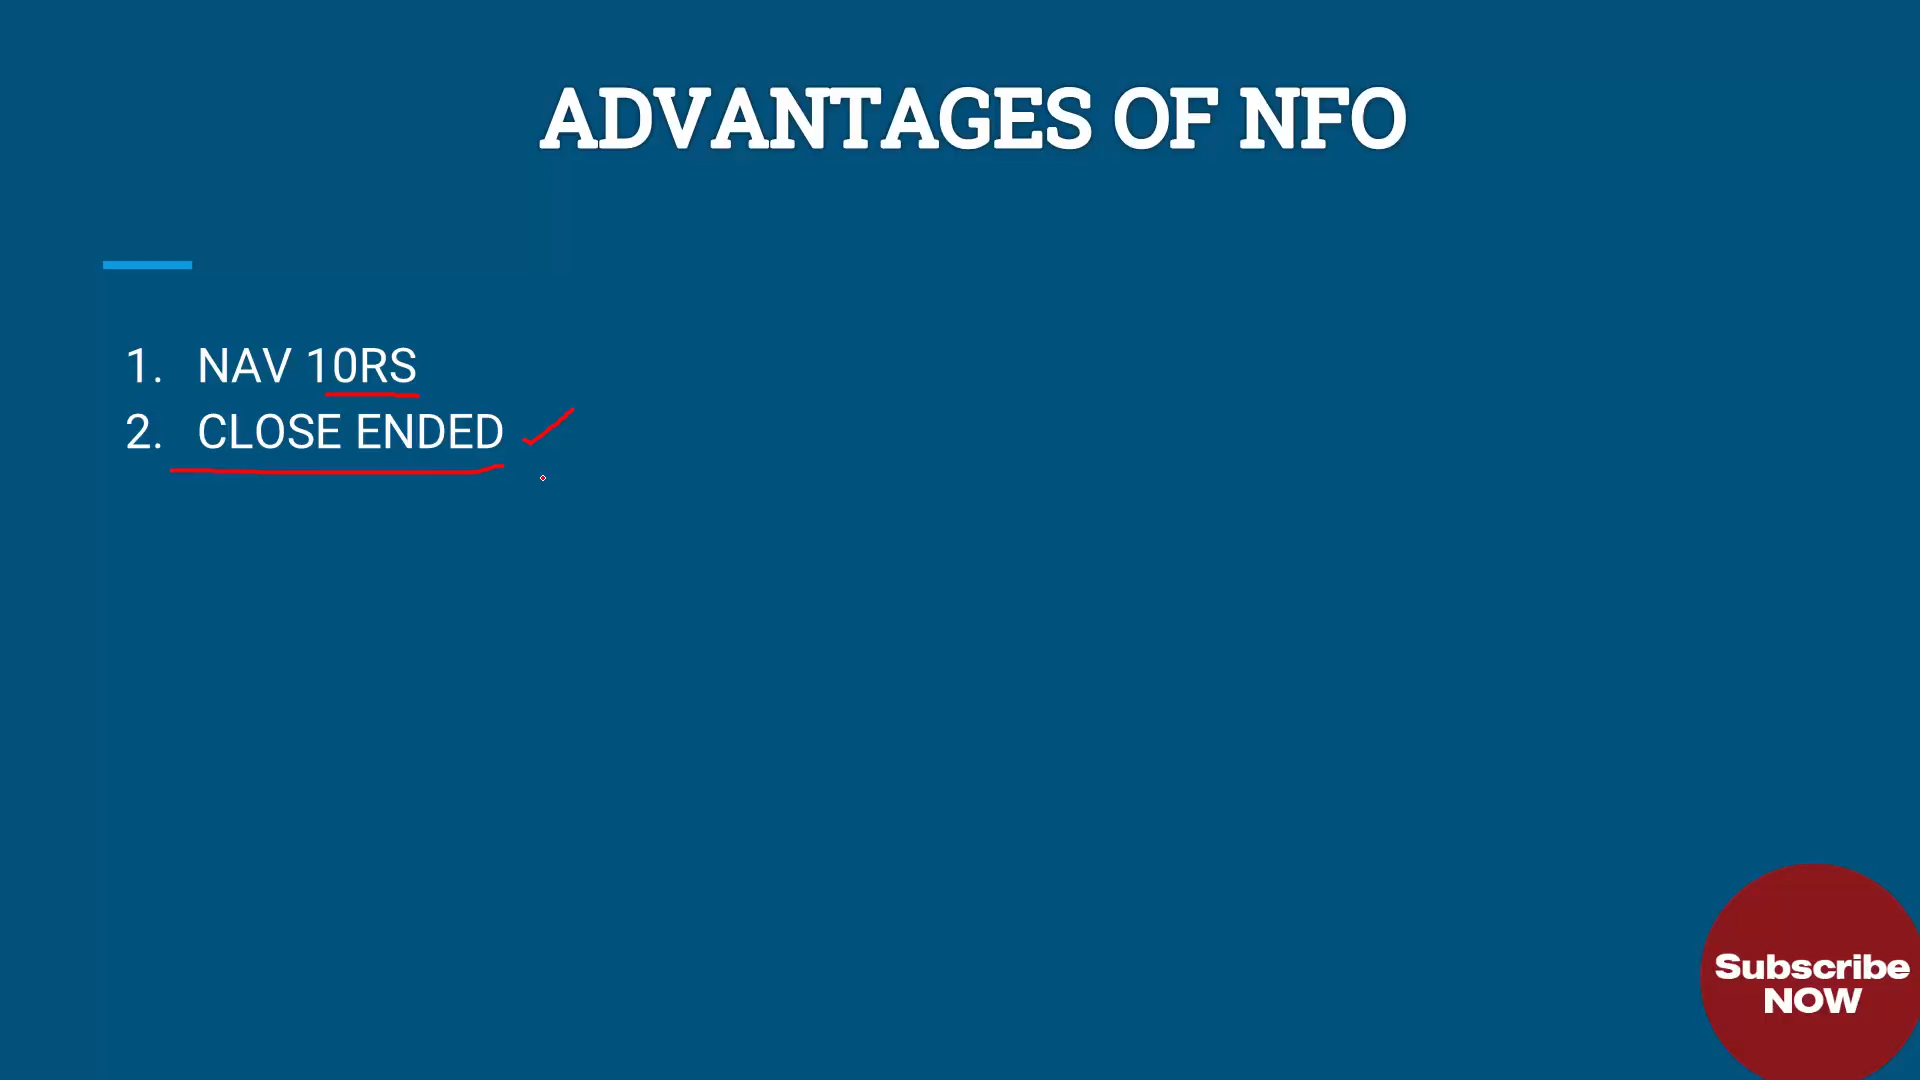 ADVANTAGES OF NFO
1. NAV 10RS
2. CLOSE ENDED
Subscribe
NOW